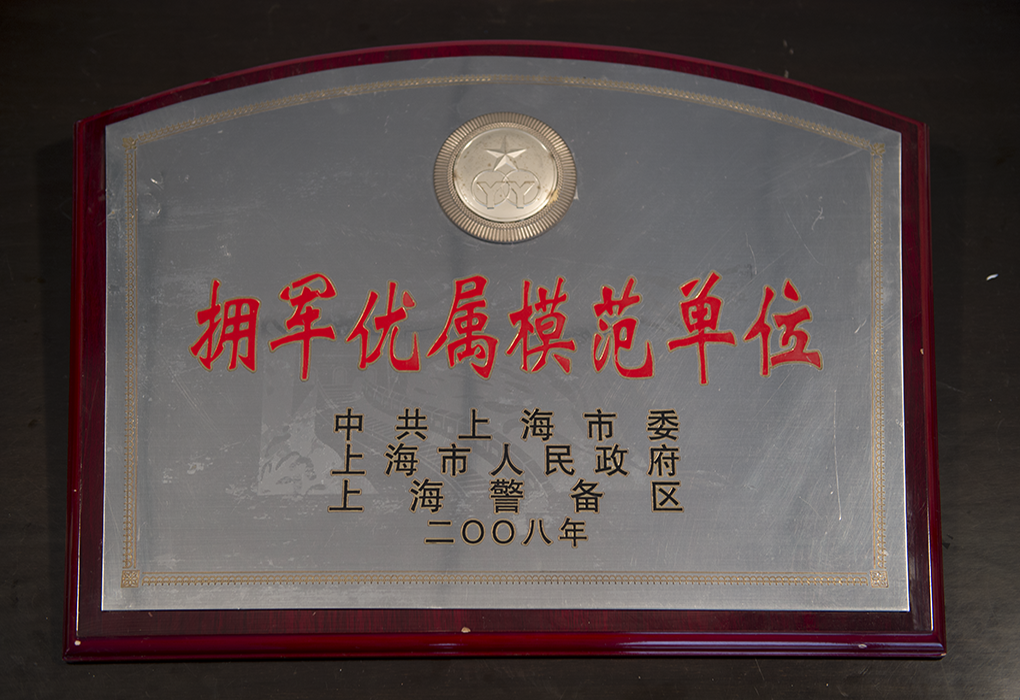 YY
拥军优属模范单位
中共上海市委
上海市人民政府
上海警备区
二〇〇八年